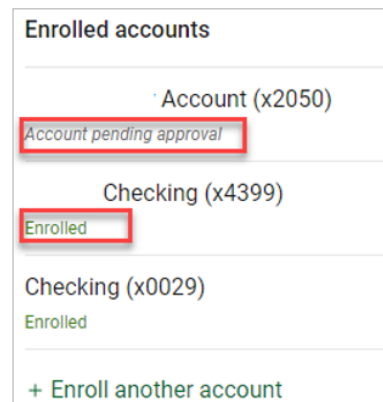 Enrolled accounts
Account (x2050)
Account pending approval
Checking (x4399)
Enrolled
Checking (x0029)
Enrolled
+ Enroll another account